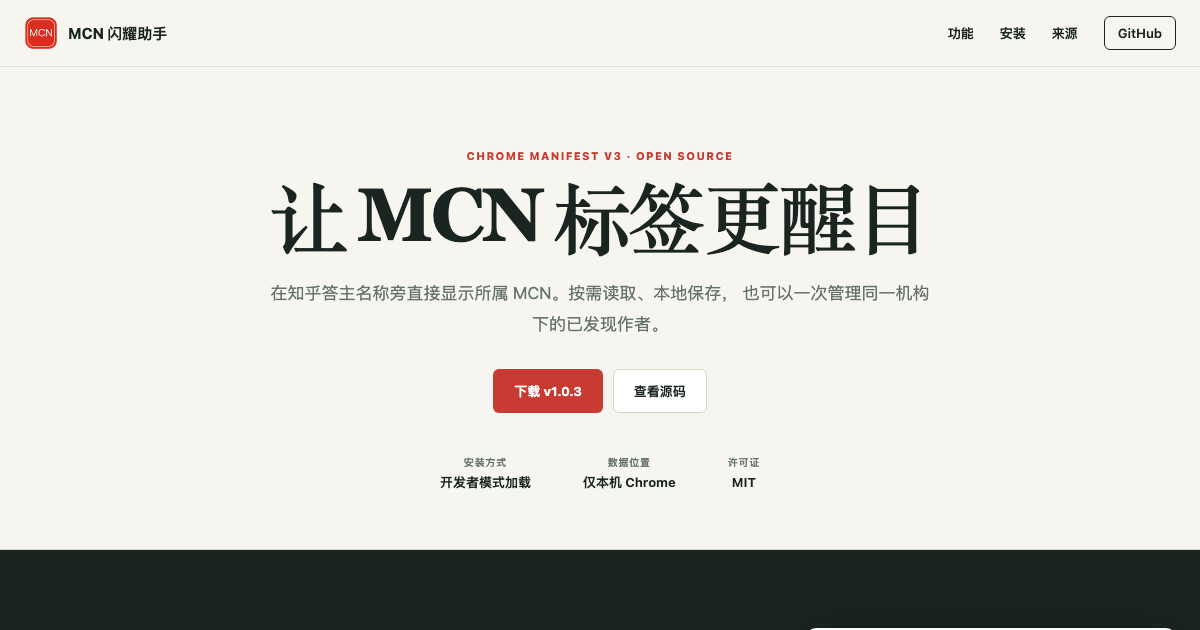 MCN
MCN 闪耀助手
功能
安装
来源
GitHub
CHROME MANIFEST V3 · OPEN SOURCE
让 MCN 标签更醒目
在知乎答主名称旁直接显示所属 MCN。按需读取、本地保存， 也可以一次管理同一机构
下的已发现作者。
下载 v1.0.3
查看源码
安装方式
开发者模式加载
数据位置
仅本机 Chrome
许可证
MIT